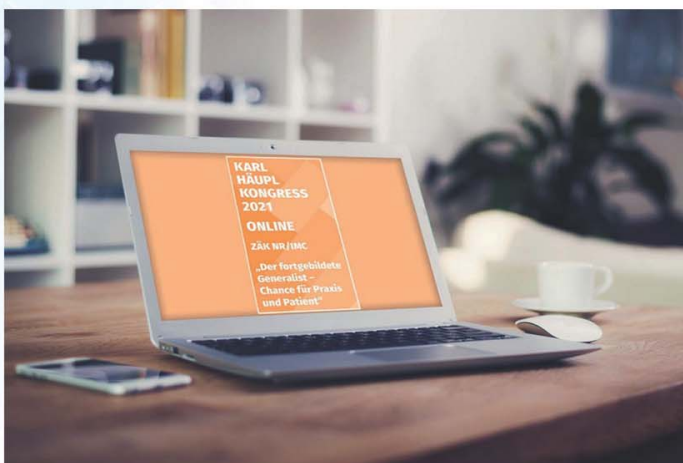 KARL
HÄUPL
KONGRESS
2021
ONLINE
ZÄK NR/IMC
„Der fortgebildete
Generalist –
Chance für Praxis
und Patient“